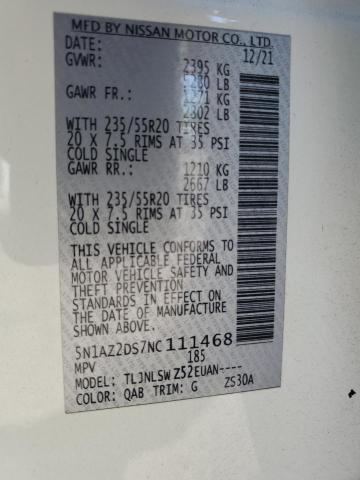 MFD BY NISSAN MOTOR CO., LTD.
DATE: 12/21
GVWR: 2395 KG
5280 LB
GAWR FR.: 1271 KG
2802 LB
WITH 235/55R20 TIRES
20 X 7.5 RIMS AT 35 PSI
COLD SINGLE
GAWR RR.: 1210 KG
2667 LB
WITH 235/55R20 TIRES
20 X 7.5 RIMS AT 35 PSI
COLD SINGLE
THIS VEHICLE CONFORMS TO
ALL APPLICABLE FEDERAL
MOTOR VEHICLE SAFETY AND
THEFT PREVENTION
STANDARDS IN EFFECT ON
THE DATE OF MANUFACTURE
SHOWN ABOVE.
5N1AZ2DS7NC111468
MPV 185
MODEL: TLJNLSWZ52EUAN----
COLOR: QAB TRIM: G ZS30A